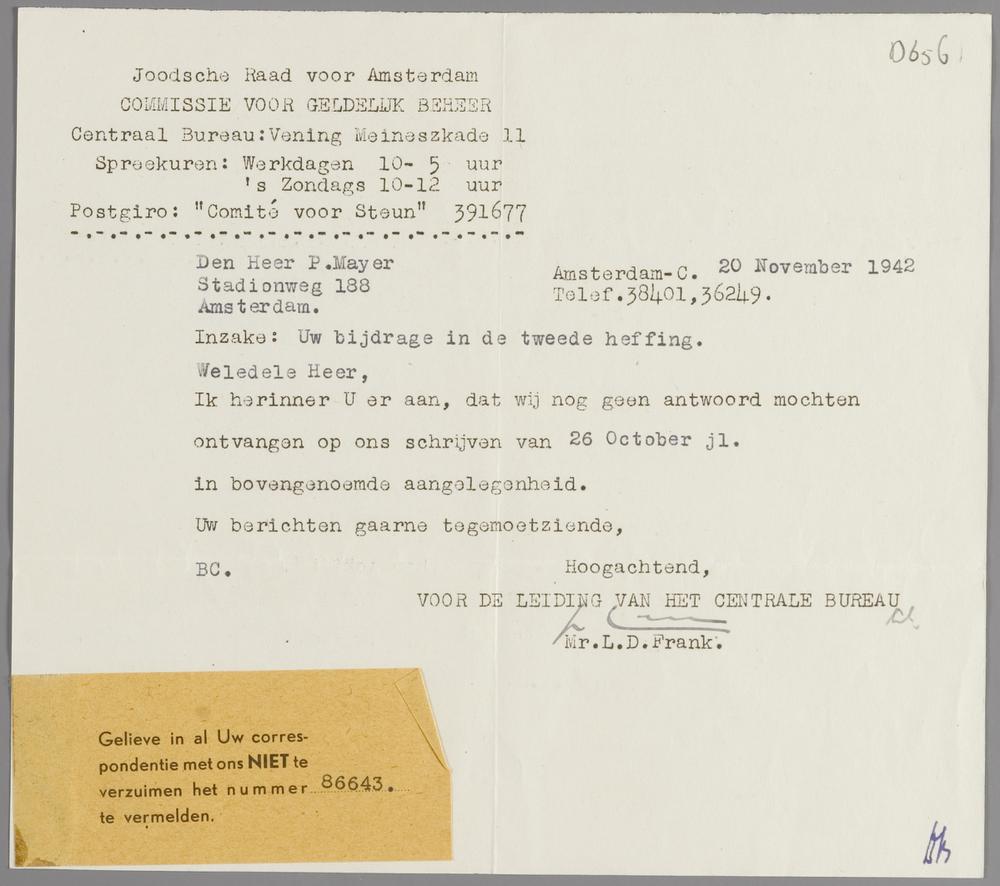 O656
Joodsche Raad voor Amsterdam
COMMISSIE VOOR GELDELIJK BEHEER
Centraal Bureau:Vening Meineszkade 11
Spreekuren: Werkdagen 10- 5 uur
's Zondags 10-12 uur
Postgiro: "Comité voor Steun" 391677
Den Heer P.Mayer
Stadionweg 188
Amsterdam.
Amsterdam-C. 20 November 1942
Telef.38401,36249.
Inzake: Uw bijdrage in de tweede heffing.
Weledele Heer,
Ik herinner U er aan, dat wij nog geen antwoord mochten
ontvangen op ons schrijven van 26 October jl.
in bovengenoemde aangelegenheid.
Uw berichten gaarne tegemoetziende,
BC.
Hoogachtend,
VOOR DE LEIDING VAN HET CENTRALE BUREAU
Mr.L.D.Frank.
Gelieve in al Uw corres-
pondentie met ons NIET te
verzuimen het nummer 86643.
te vermelden.